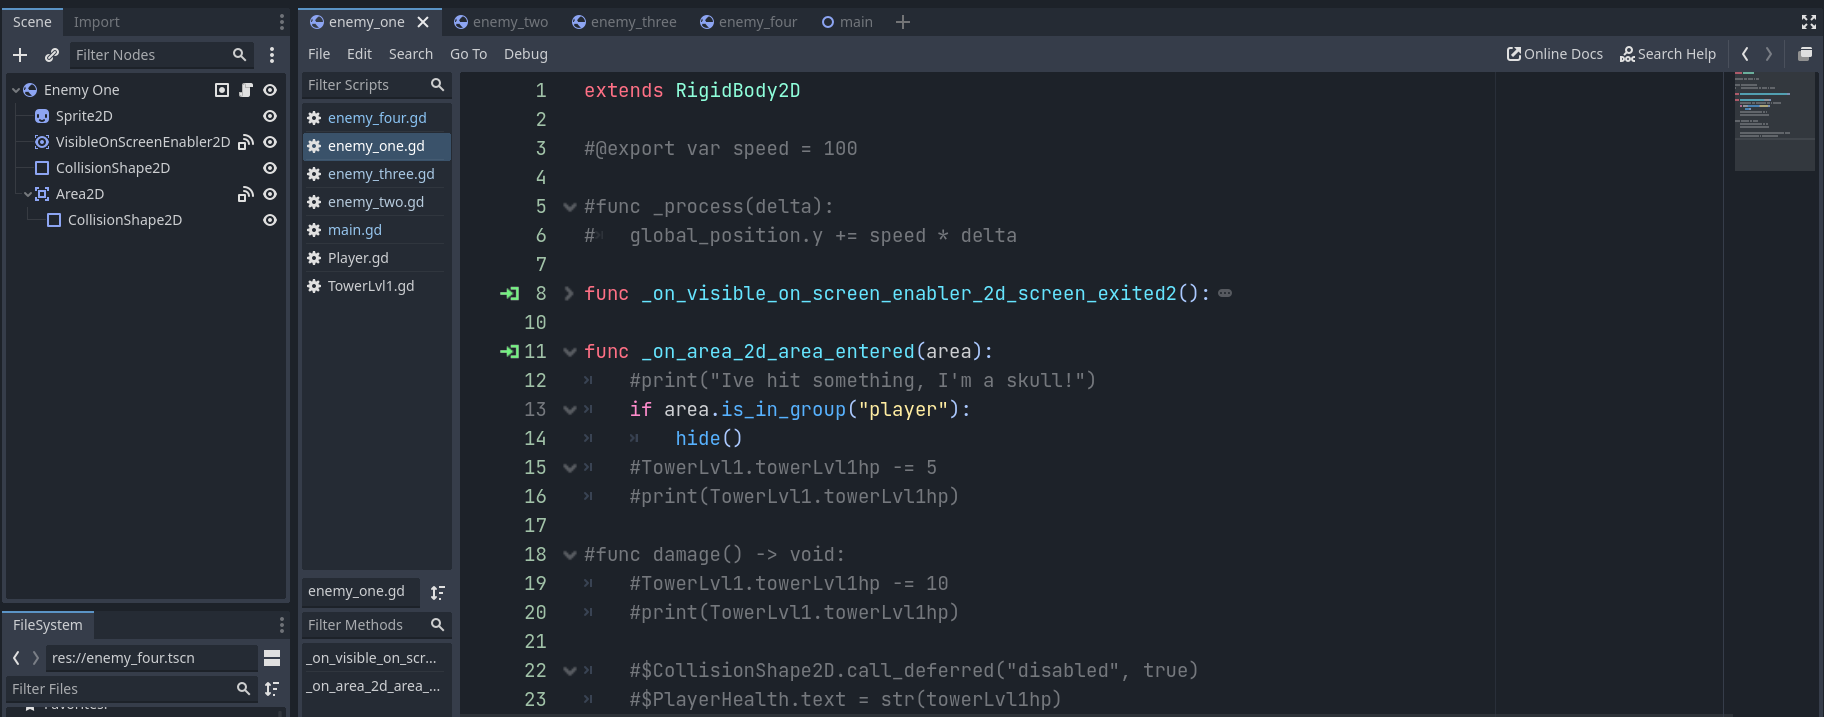 Scene Import
Filter Nodes
Enemy One
Sprite2D
VisibleOnScreenEnabler2D
CollisionShape2D
Area2D
CollisionShape2D
FileSystem
res://enemy_four.tscn
Filter Files
Favorites:
enemy_one enemy_two enemy_three enemy_four main
File Edit Search Go To Debug Online Docs Search Help
Filter Scripts
enemy_four.gd
enemy_one.gd
enemy_three.gd
enemy_two.gd
main.gd
Player.gd
TowerLvl1.gd
enemy_one.gd
Filter Methods
_on_visible_on_scr...
_on_area_2d_area_...
1 extends RigidBody2D
2
3 #@export var speed = 100
4
5 #func _process(delta):
6 # global_position.y += speed * delta
7
8 func _on_visible_on_screen_enabler_2d_screen_exited2():
10
11 func _on_area_2d_area_entered(area):
12 #print("Ive hit something, I'm a skull!")
13 if area.is_in_group("player"):
14 hide()
15 #TowerLvl1.towerLvl1hp -= 5
16 #print(TowerLvl1.towerLvl1hp)
17
18 #func damage() -> void:
19 #TowerLvl1.towerLvl1hp -= 10
20 #print(TowerLvl1.towerLvl1hp)
21
22 #$CollisionShape2D.call_deferred("disabled", true)
23 #$PlayerHealth.text = str(towerLvl1hp)